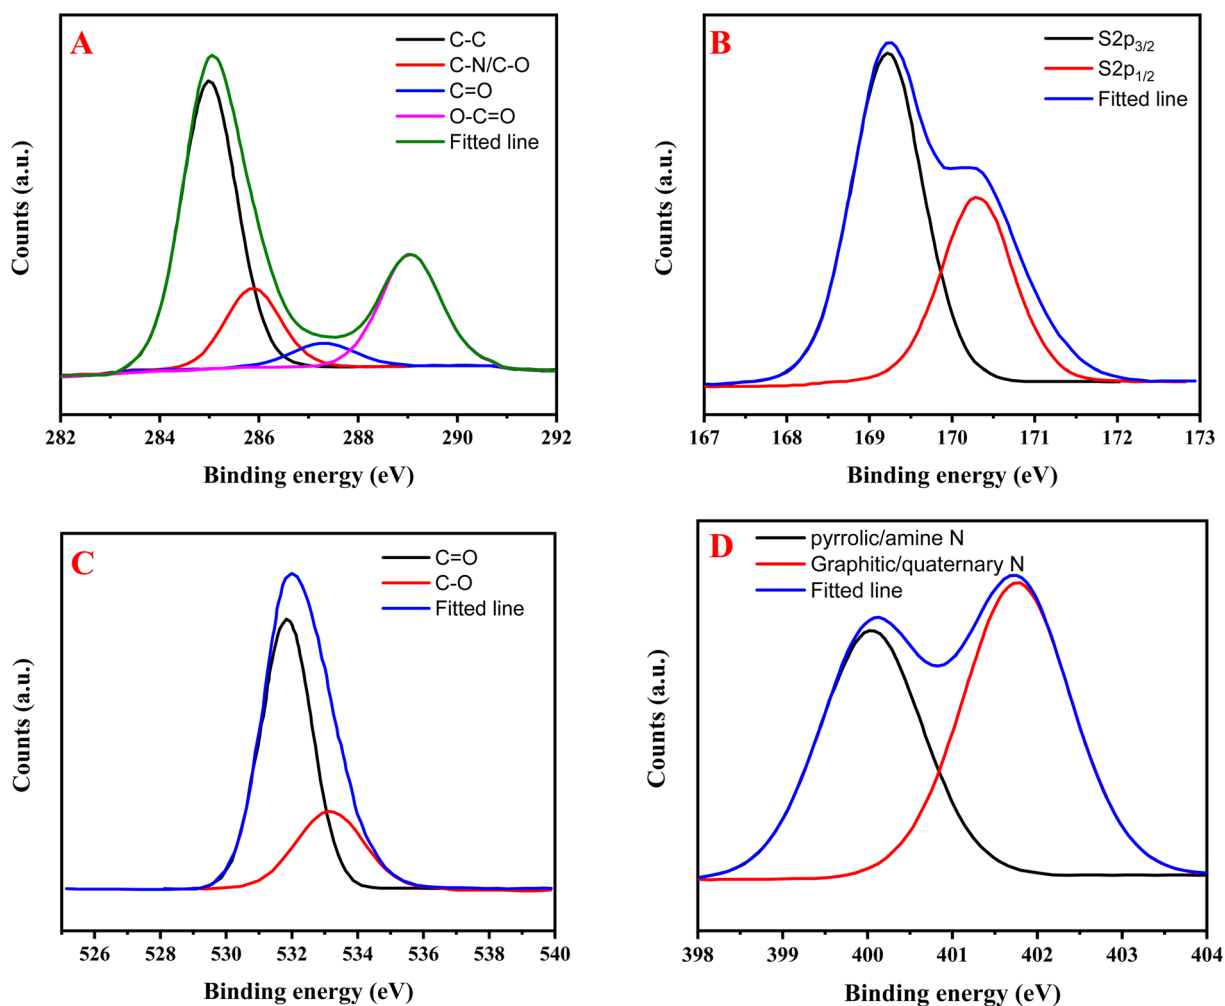 A
C-C
C-N/C-O
C=O
O-C=O
Fitted line
Counts (a.u.)
282 284 286 288 290 292
Binding energy (eV)
B
S2p3/2
S2p1/2
Fitted line
Counts (a.u.)
167 168 169 170 171 172 173
Binding energy (eV)
C
C=O
C-O
Fitted line
Counts (a.u.)
526 528 530 532 534 536 538 540
Binding energy (eV)
D
pyrrolic/amine N
Graphitic/quaternary N
Fitted line
Counts (a.u.)
398 399 400 401 402 403 404
Binding energy (eV)